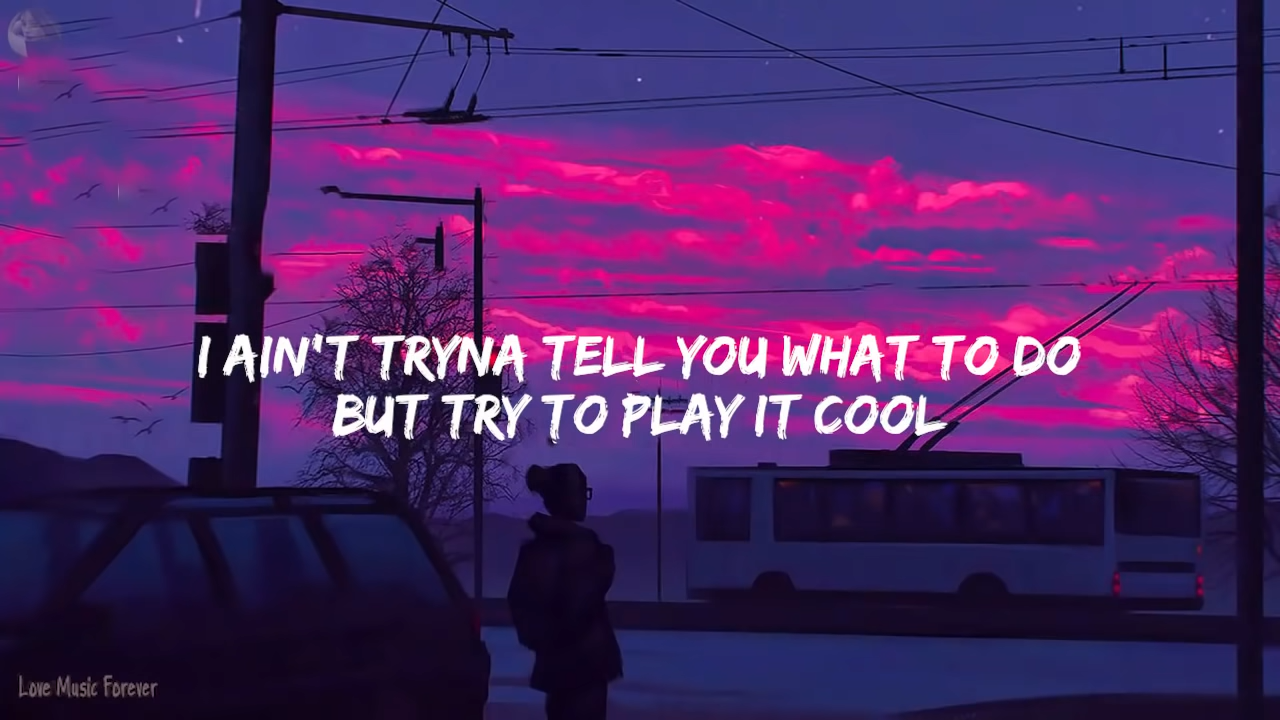 I AIN'T TRYNA TELL YOU WHAT TO DO
BUT TRY TO PLAY IT COOL
Love Music Forever